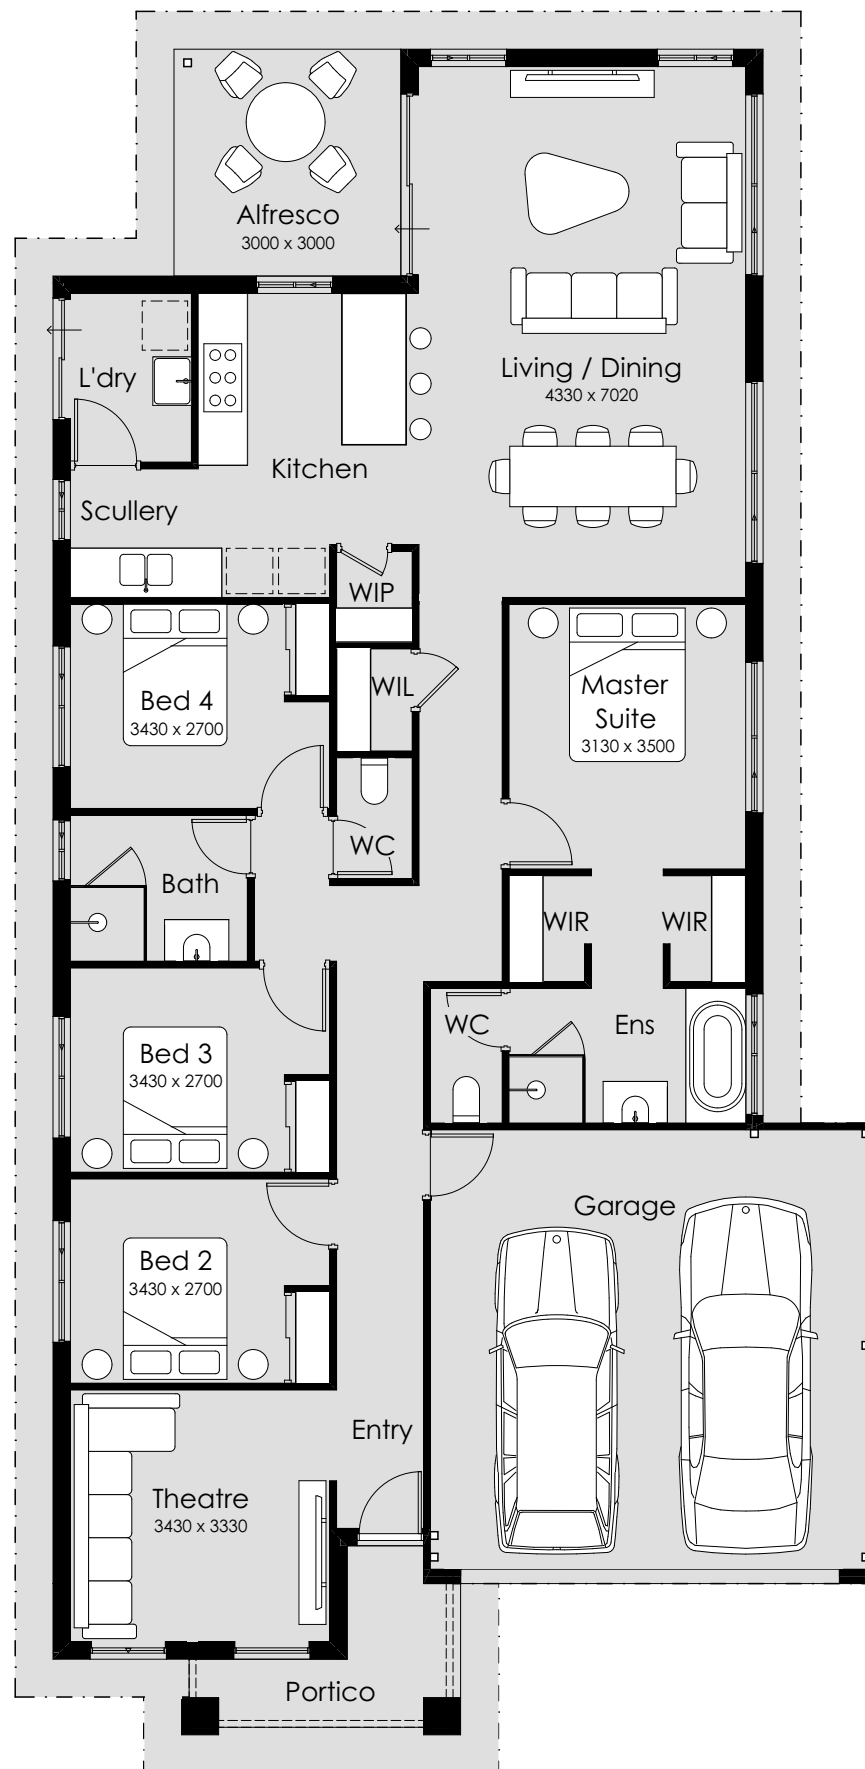 Alfresco
3000 x 3000
Living / Dining
4330 x 7020
L'dry
Kitchen
Scullery
WIP
WIL
Bed 4
3430 x 2700
Master
Suite
3130 x 3500
WC
Bath
WIR
WIR
WC
Ens
Bed 3
3430 x 2700
Garage
Bed 2
3430 x 2700
Entry
Theatre
3430 x 3330
Portico